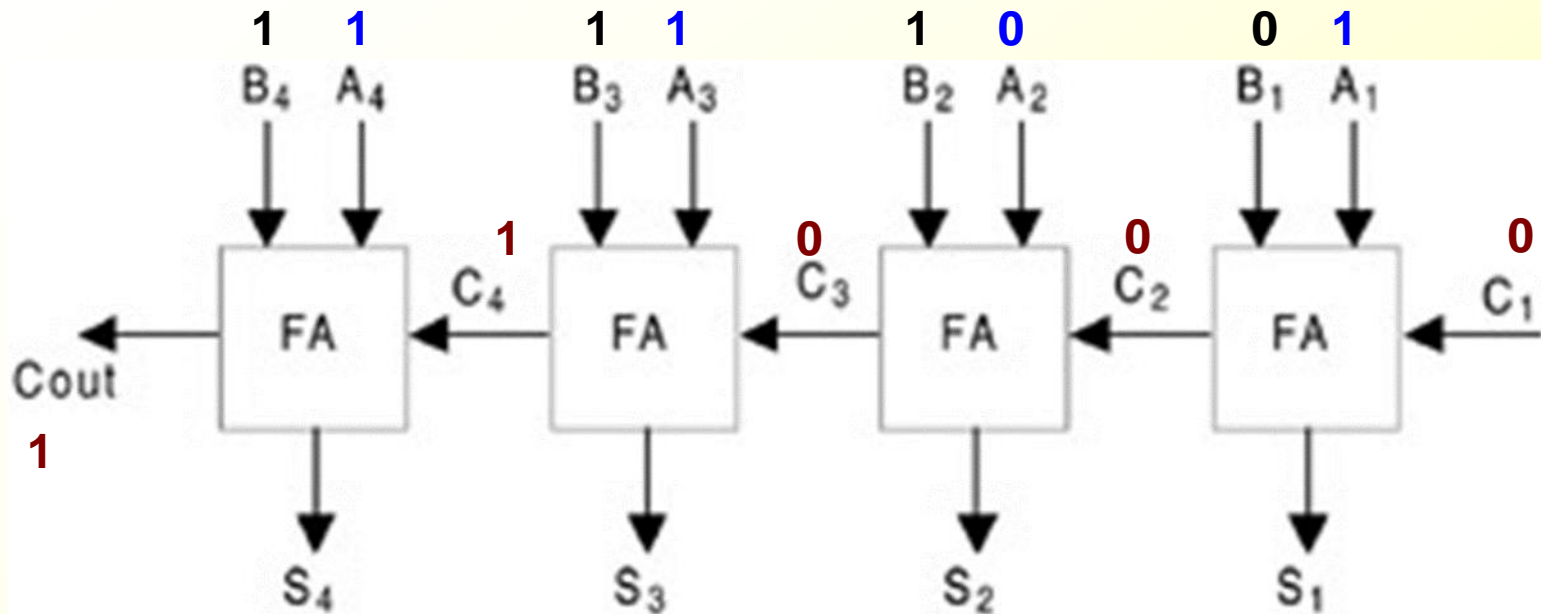 1 1 1 1 1 0 0 1
B4 A4 B3 A3 B2 A2 B1 A1
1 0 0 0
C4 C3 C2 C1
FA FA FA FA
Cout
1
S4 S3 S2 S1